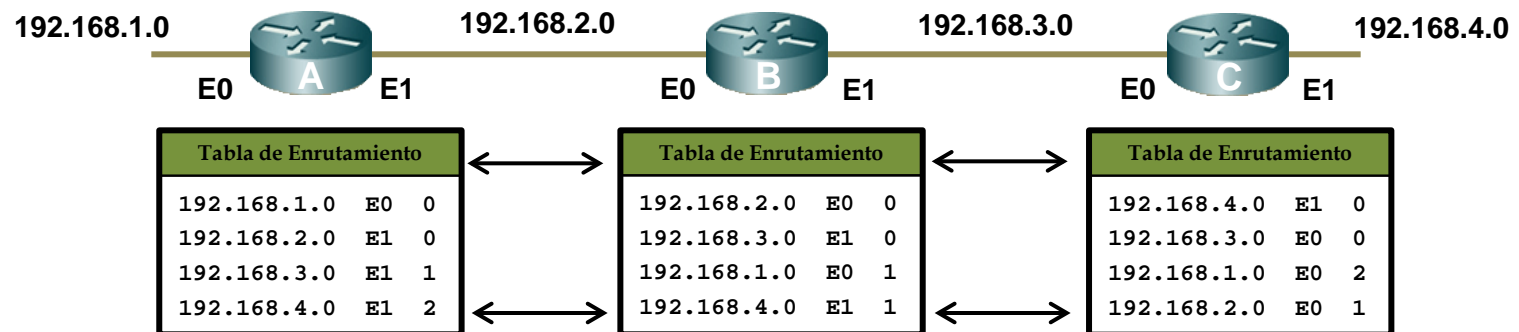 192.168.1.0 192.168.2.0 192.168.3.0 192.168.4.0
A B C
E0 E1 E0 E1 E0 E1
Tabla de Enrutamiento
192.168.1.0 E0 0
192.168.2.0 E1 0
192.168.3.0 E1 1
192.168.4.0 E1 2
Tabla de Enrutamiento
192.168.2.0 E0 0
192.168.3.0 E1 0
192.168.1.0 E0 1
192.168.4.0 E1 1
Tabla de Enrutamiento
192.168.4.0 E1 0
192.168.3.0 E0 0
192.168.1.0 E0 2
192.168.2.0 E0 1